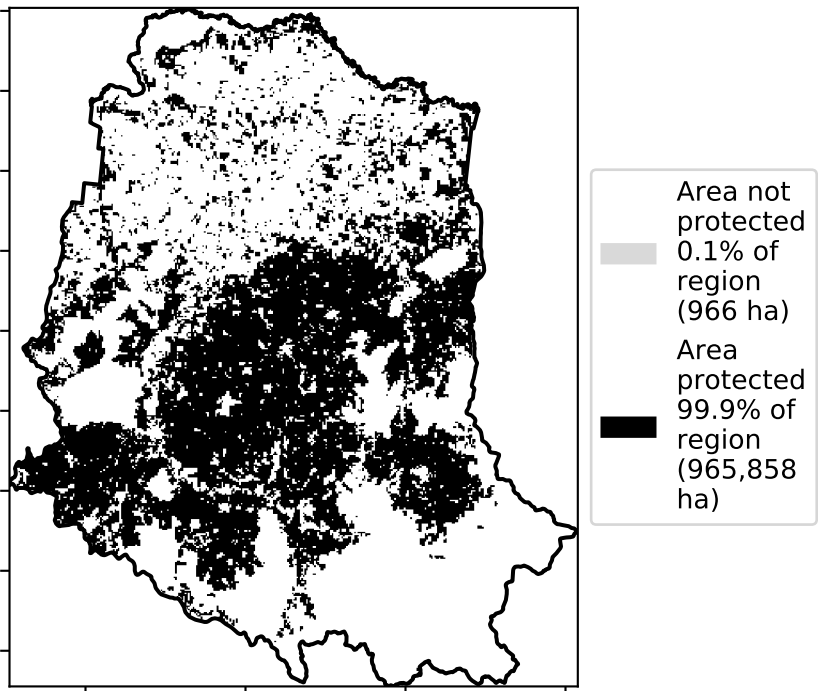 Area not
protected
0.1% of
region
(966 ha)
Area
protected
99.9% of
region
(965,858
ha)